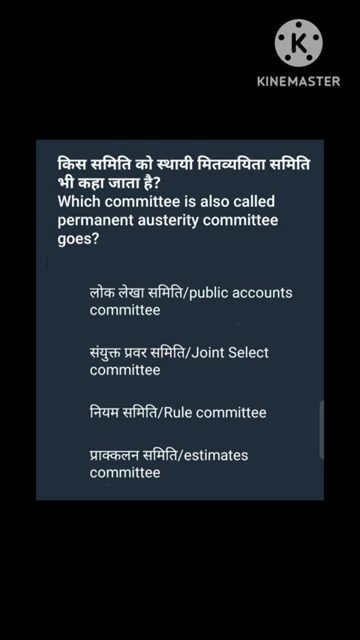 KINEMASTER
किस समिति को स्थायी मितव्ययिता समिति
भी कहा जाता है?
Which committee is also called
permanent austerity committee
goes?
लोक लेखा समिति/public accounts
committee
संयुक्त प्रवर समिति/Joint Select
committee
नियम समिति/Rule committee
प्राक्कलन समिति/estimates
committee